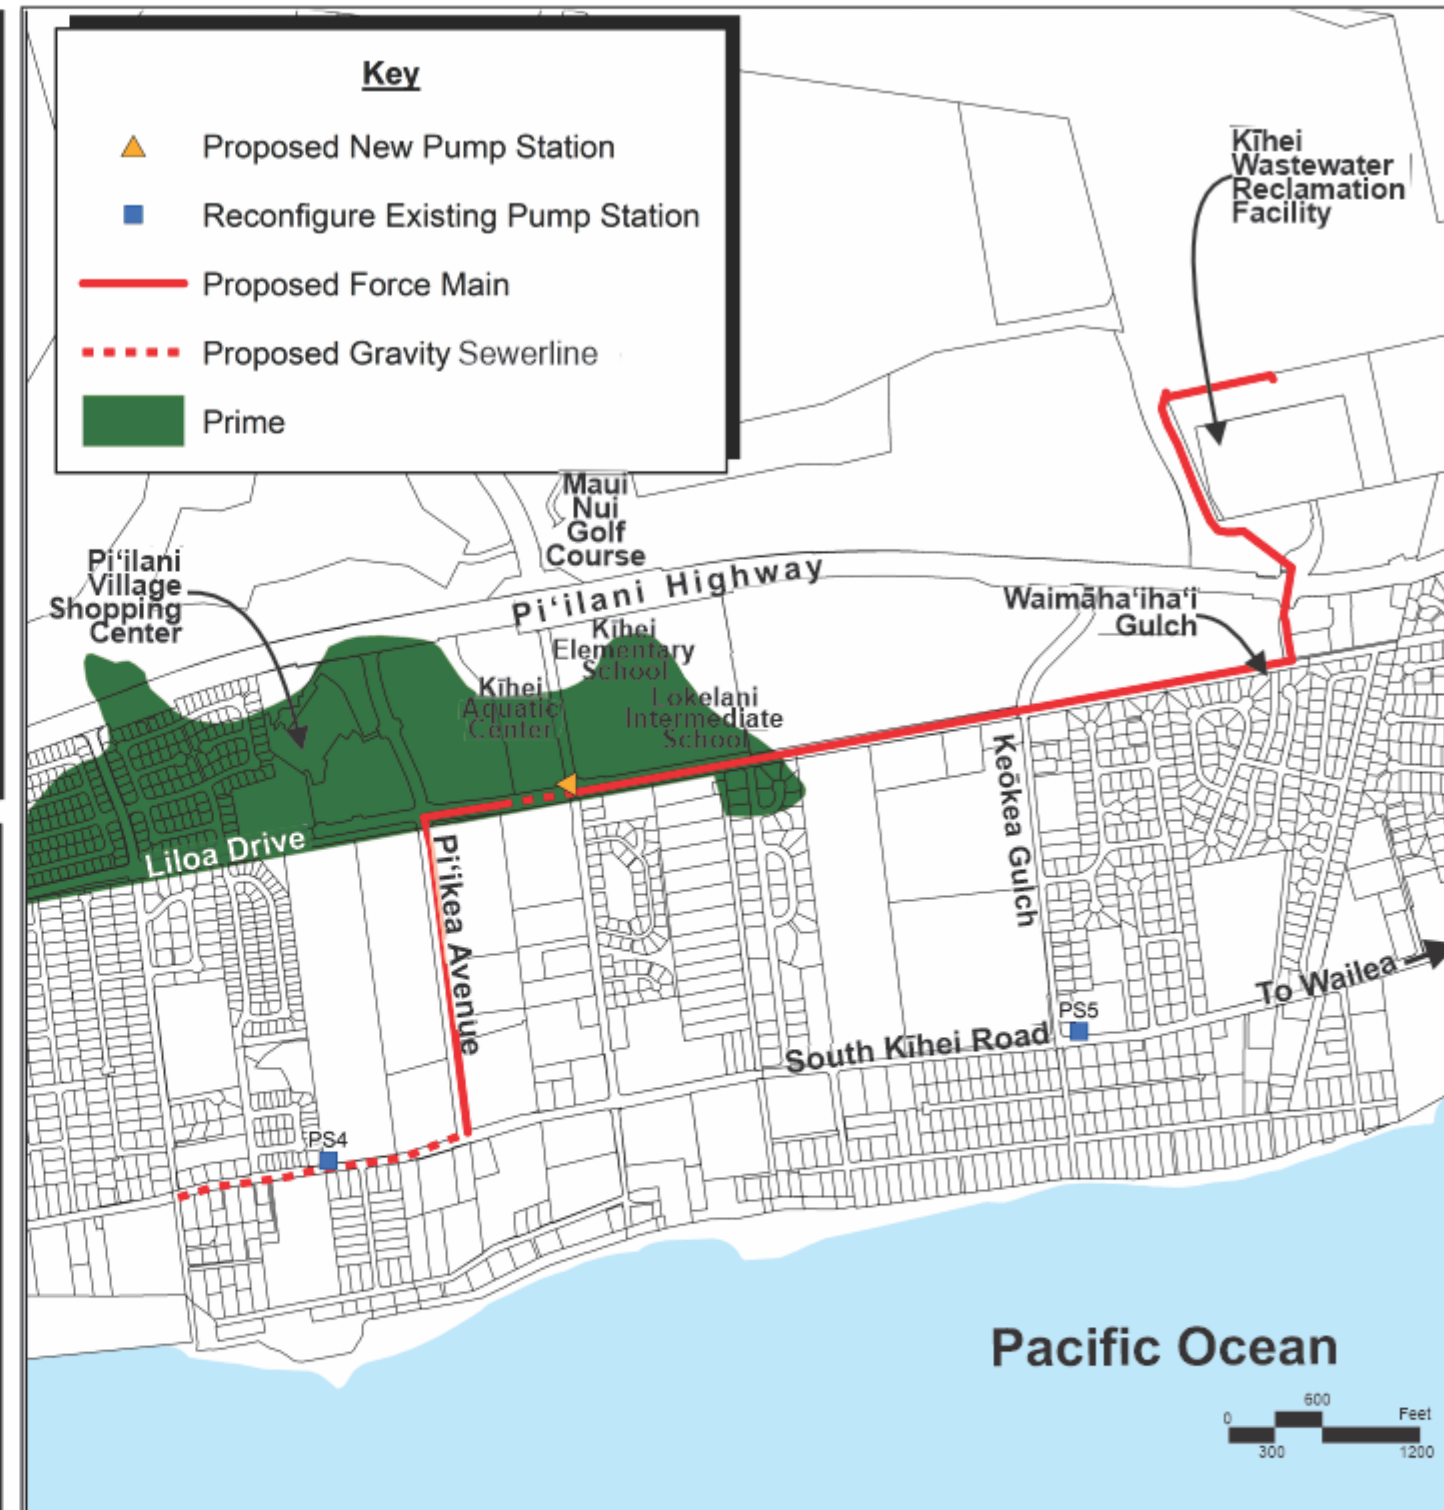 Key
Proposed New Pump Station
Reconfigure Existing Pump Station
Proposed Force Main
Proposed Gravity Sewerline
Prime
Kīhei
Wastewater
Reclamation
Facility
Maui
Nui
Golf
Course
Pi‘ilani
Village
Shopping
Center
Pi‘ilani Highway
Waimāha‘iha‘i
Gulch
Kīhei
Elementary
School
Kīhei
Aquatic
Center
Lokelani
Intermediate
School
Liloa Drive
Pi‘ikea Avenue
Keōkea Gulch
To Wailea
PS5
South Kīhei Road
PS4
Pacific Ocean
600
0
Feet
300
1200